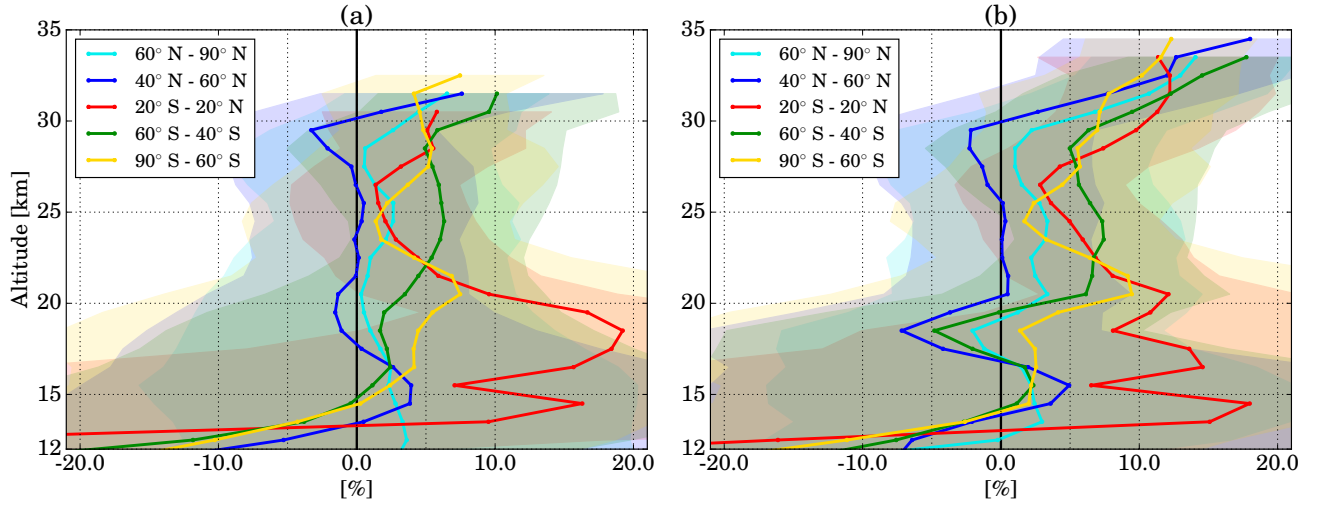 (a)
35
30
25
20
15
12
Altitude [km]
60° N - 90° N
40° N - 60° N
20° S - 20° N
60° S - 40° S
90° S - 60° S
-20.0 -10.0 0.0 10.0 20.0
[%]
(b)
35
30
25
20
15
12
60° N - 90° N
40° N - 60° N
20° S - 20° N
60° S - 40° S
90° S - 60° S
-20.0 -10.0 0.0 10.0 20.0
[%]